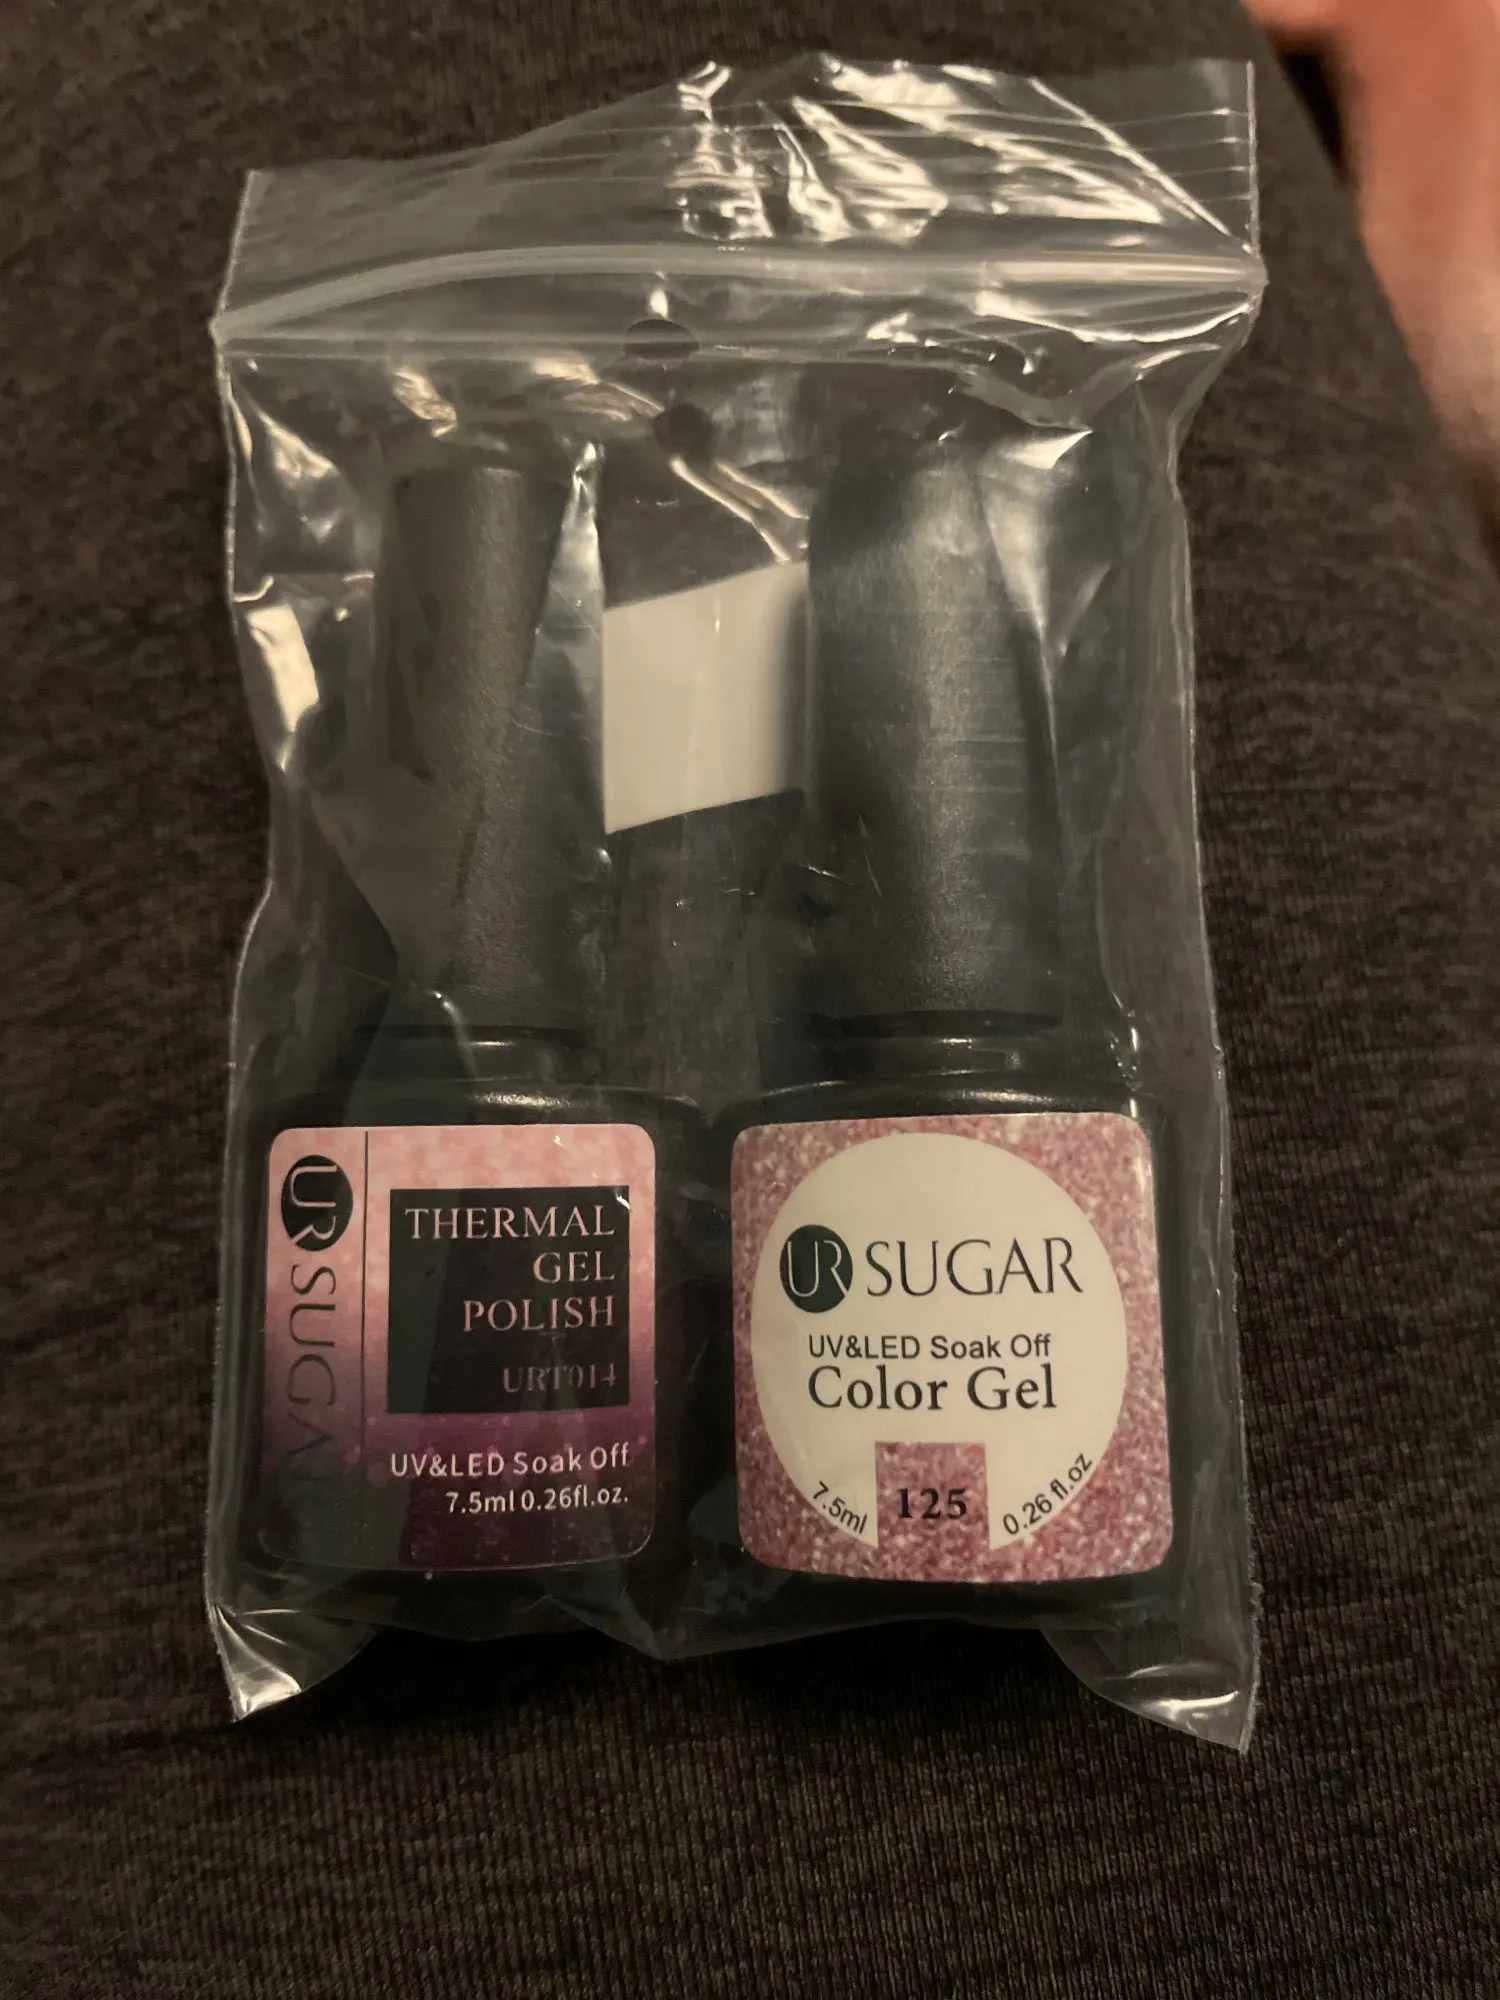 UR SUGAR
THERMAL
GEL
POLISH
URT014
UV&LED Soak Off
7.5ml 0.26fl.oz.
UR SUGAR
UV&LED Soak Off
Color Gel
125
7.5ml
0.26 fl.oz